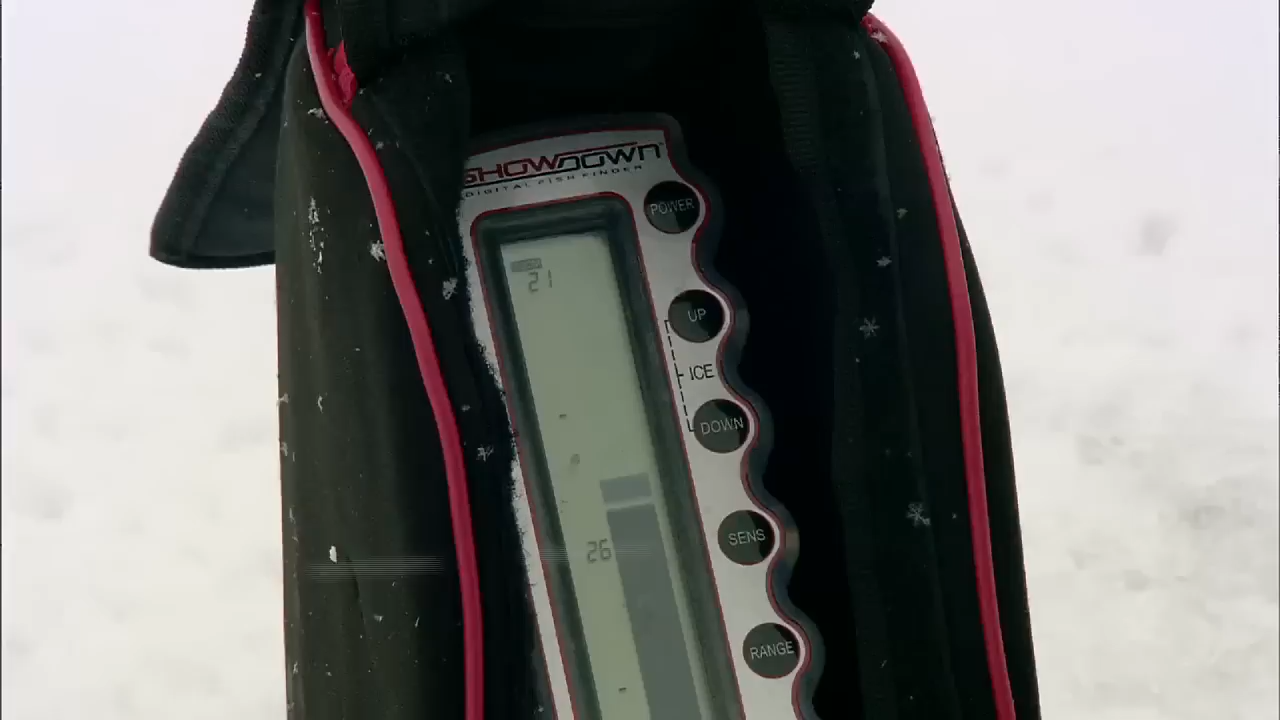 SHOWDOWN
DIGITAL FISH FINDER
POWER
21
UP
ICE
DOWN
SENS
26
RANGE